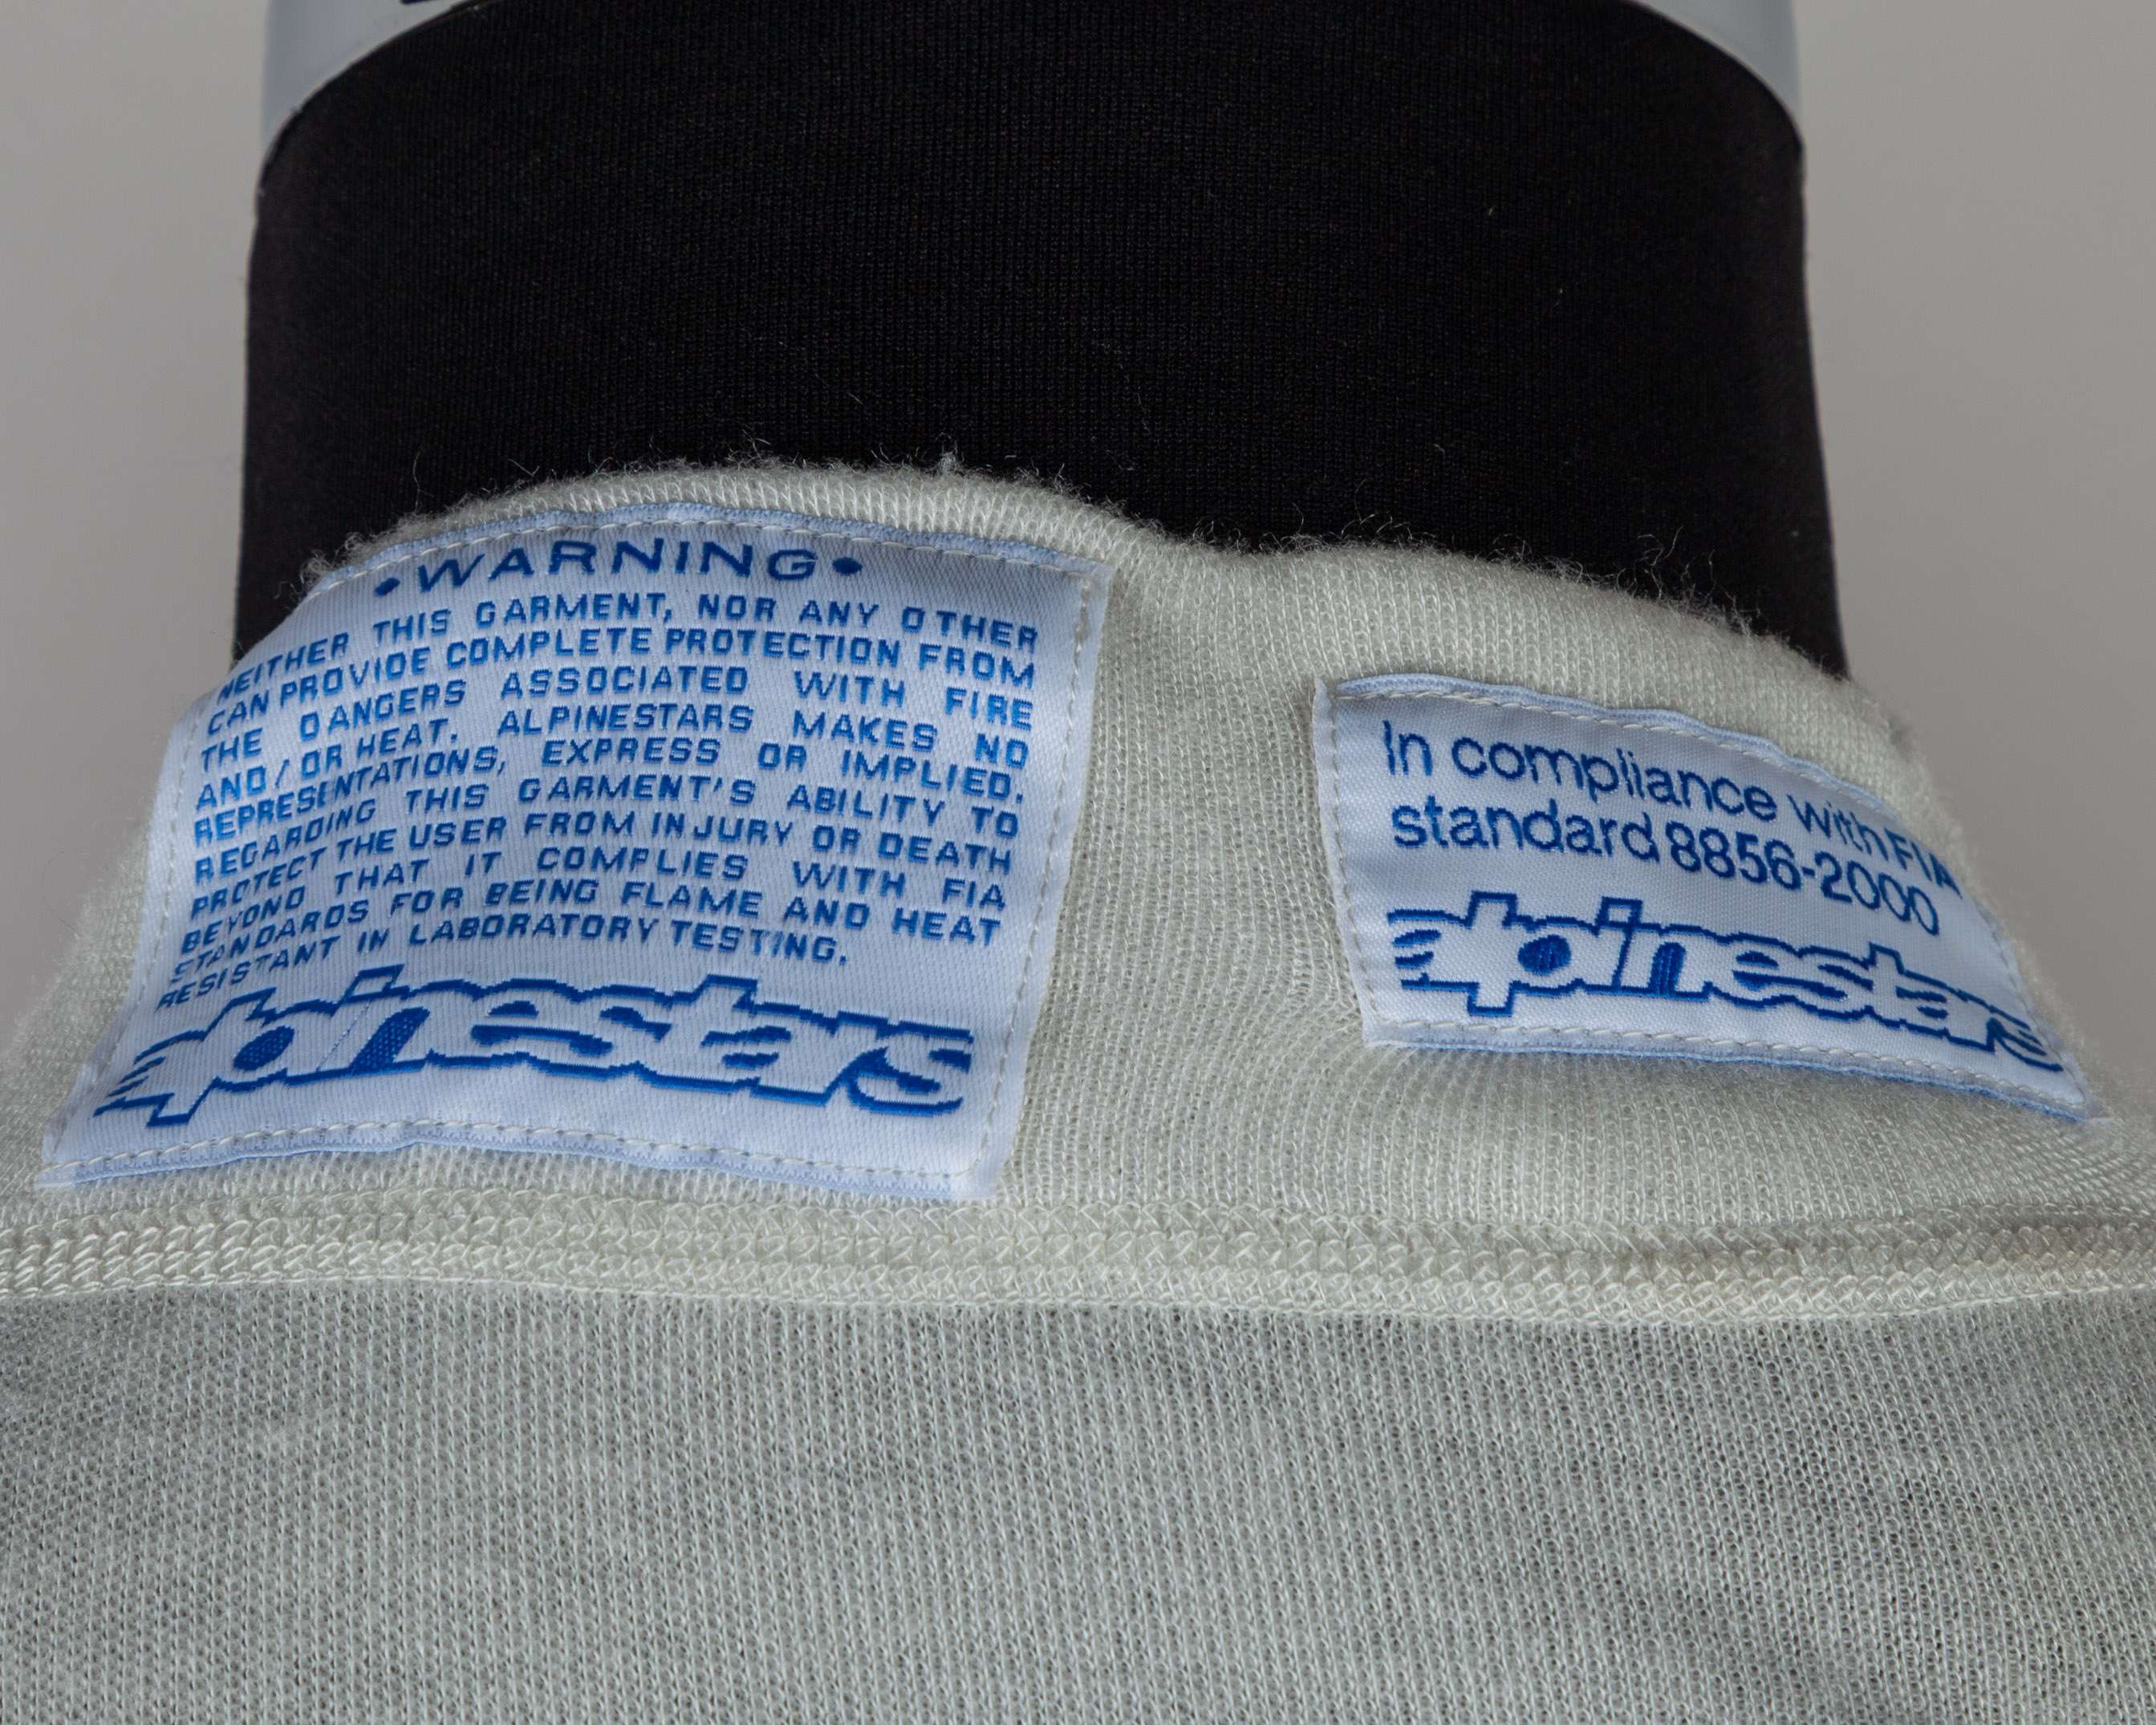 •WARNING•
NEITHER THIS GARMENT, NOR ANY OTHER
CAN PROVIDE COMPLETE PROTECTION FROM
THE DANGERS ASSOCIATED WITH FIRE
AND/OR HEAT. ALPINESTARS MAKES NO
REPRESENTATIONS, EXPRESS OR IMPLIED,
REGARDING THIS GARMENT'S ABILITY TO
PROTECT THE USER FROM INJURY OR DEATH
BEYOND THAT IT COMPLIES WITH FIA
STANDARDS FOR BEING FLAME AND HEAT
RESISTANT IN LABORATORY TESTING.
alpinestars
In compliance with FIA
standard 8856-2000
alpinestars